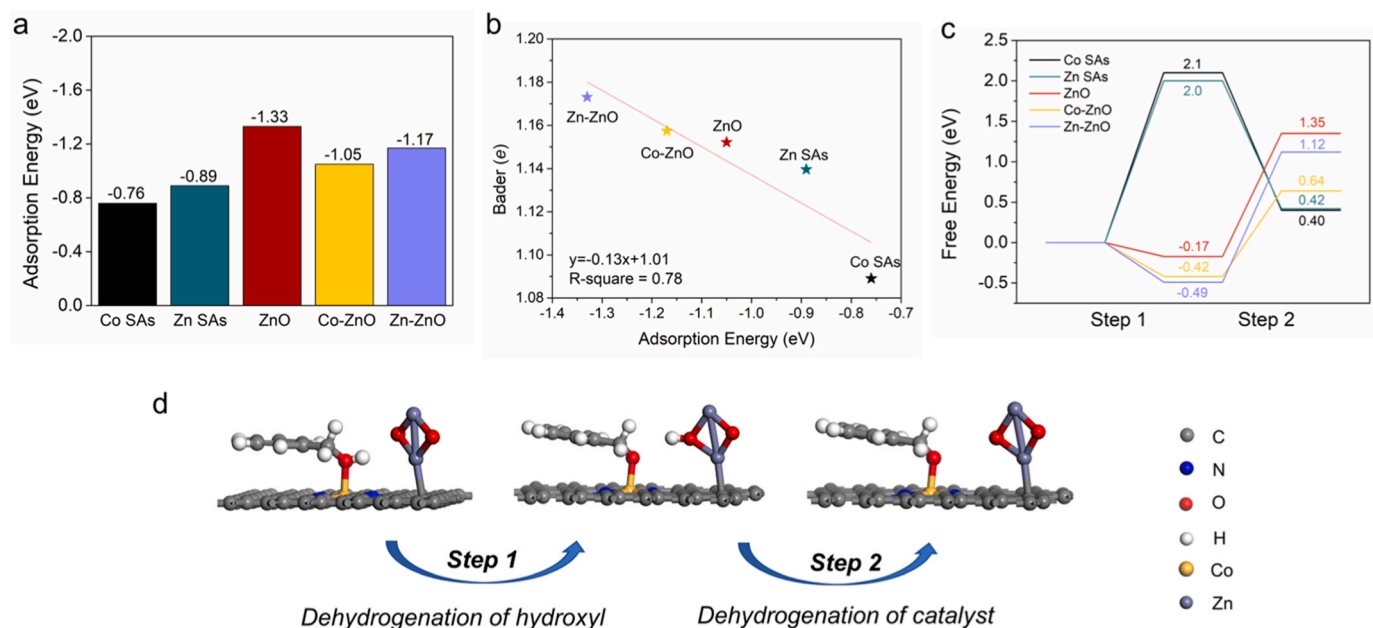 a
Adsorption Energy (eV)
-2.0
-1.6
-1.2
-0.8
-0.4
0.0
-0.76
-0.89
-1.33
-1.05
-1.17
Co SAs
Zn SAs
ZnO
Co-ZnO
Zn-ZnO
b
Bader (e)
1.20
1.18
1.16
1.14
1.12
1.10
1.08
Zn-ZnO
Co-ZnO
ZnO
Zn SAs
Co SAs
y=-0.13x+1.01
R-square = 0.78
-1.4 -1.3 -1.2 -1.1 -1.0 -0.9 -0.8 -0.7
Adsorption Energy (eV)
c
Free Energy (eV)
2.5
2.0
1.5
1.0
0.5
0.0
-0.5
Co SAs
Zn SAs
ZnO
Co-ZnO
Zn-ZnO
2.1
2.0
-0.17
-0.42
-0.49
1.35
1.12
0.64
0.42
0.40
Step 1
Step 2
d
Step 1
Step 2
Dehydrogenation of hydroxyl
Dehydrogenation of catalyst
C
N
O
H
Co
Zn